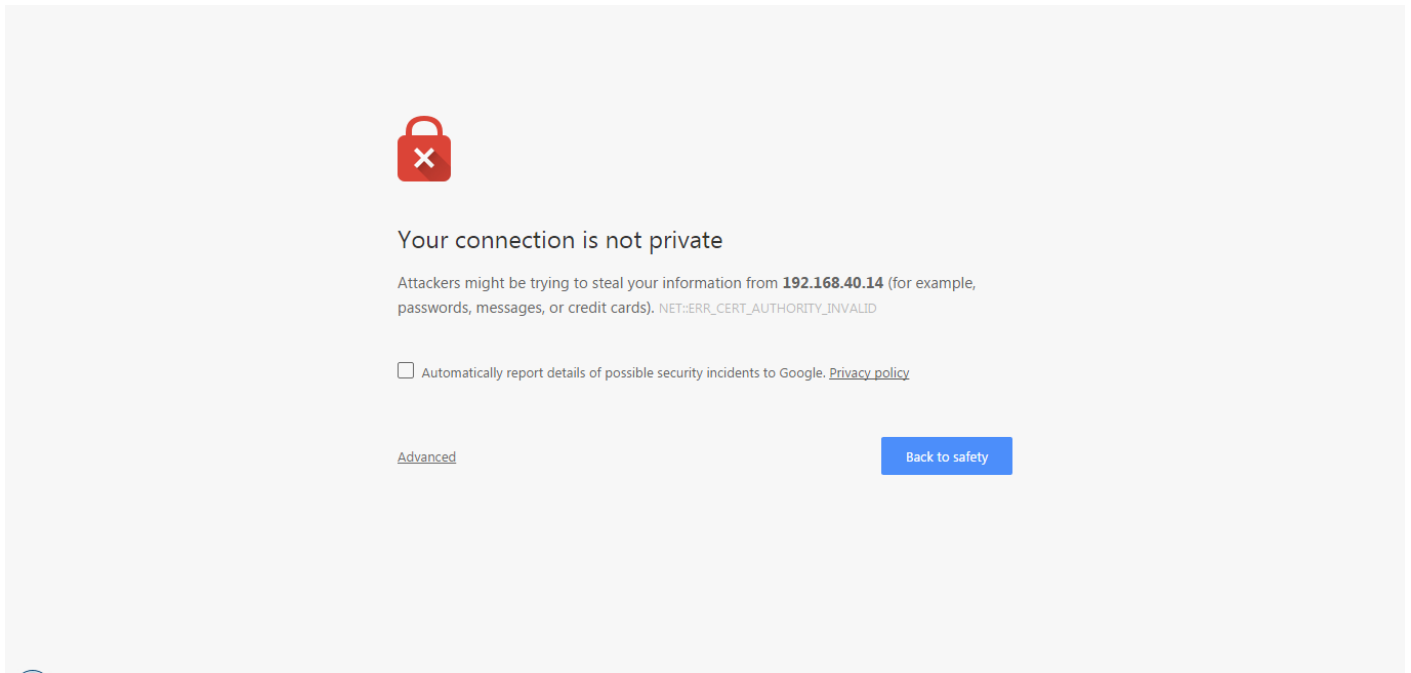 Your connection is not private
Attackers might be trying to steal your information from 192.168.40.14 (for example,
passwords, messages, or credit cards). NET::ERR_CERT_AUTHORITY_INVALID
Automatically report details of possible security incidents to Google. Privacy policy
Advanced
Back to safety